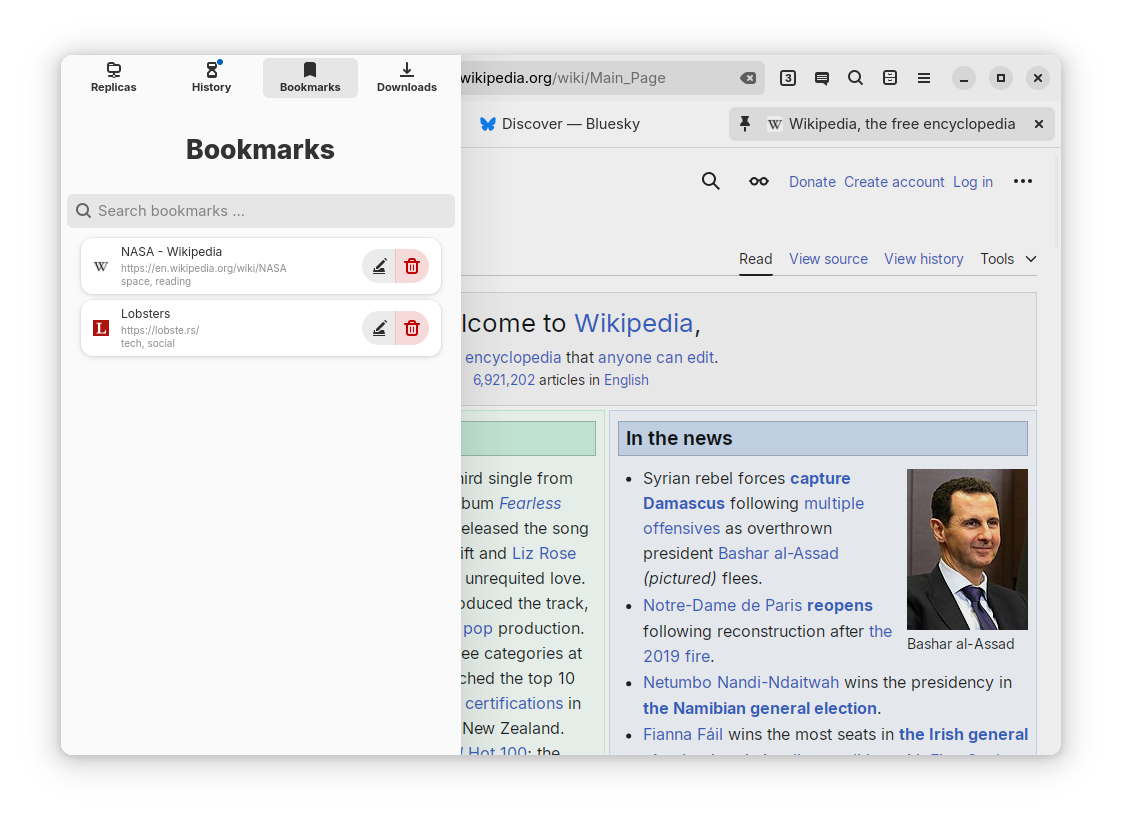 Replicas
History
Bookmarks
Downloads
wikipedia.org/wiki/Main_Page
3
Discover — Bluesky
W Wikipedia, the free encyclopedia
Bookmarks
Search bookmarks ...
W
NASA - Wikipedia
https://en.wikipedia.org/wiki/NASA
space, reading
L
Lobsters
https://lobste.rs/
tech, social
Donate Create account Log in
Read View source View history Tools
lcome to Wikipedia,
encyclopedia that anyone can edit.
6,921,202 articles in English
hird single from
bum Fearless
eleased the song
ift and Liz Rose
unrequited love.
oduced the track,
pop production.
ee categories at
ched the top 10
certifications in
New Zealand.
Hot 100: the
In the news
Syrian rebel forces capture
Damascus following multiple
offensives as overthrown
president Bashar al-Assad
(pictured) flees.
Bashar al-Assad
Notre-Dame de Paris reopens
following reconstruction after the
2019 fire.
Netumbo Nandi-Ndaitwah wins the presidency in
the Namibian general election.
Fianna Fáil wins the most seats in the Irish general